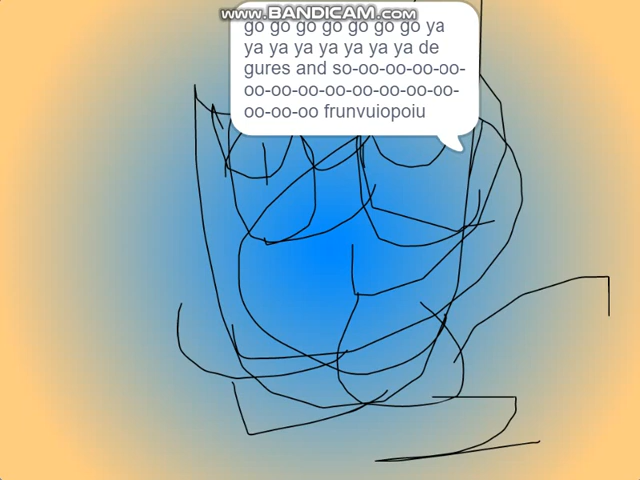 www.BANDICAM.com
go go go go go go go ya
ya ya ya ya ya ya ya de
gures and so-oo-oo-oo-oo-
oo-oo-oo-oo-oo-oo-oo-oo-
oo-oo-oo frunvuiopoiu